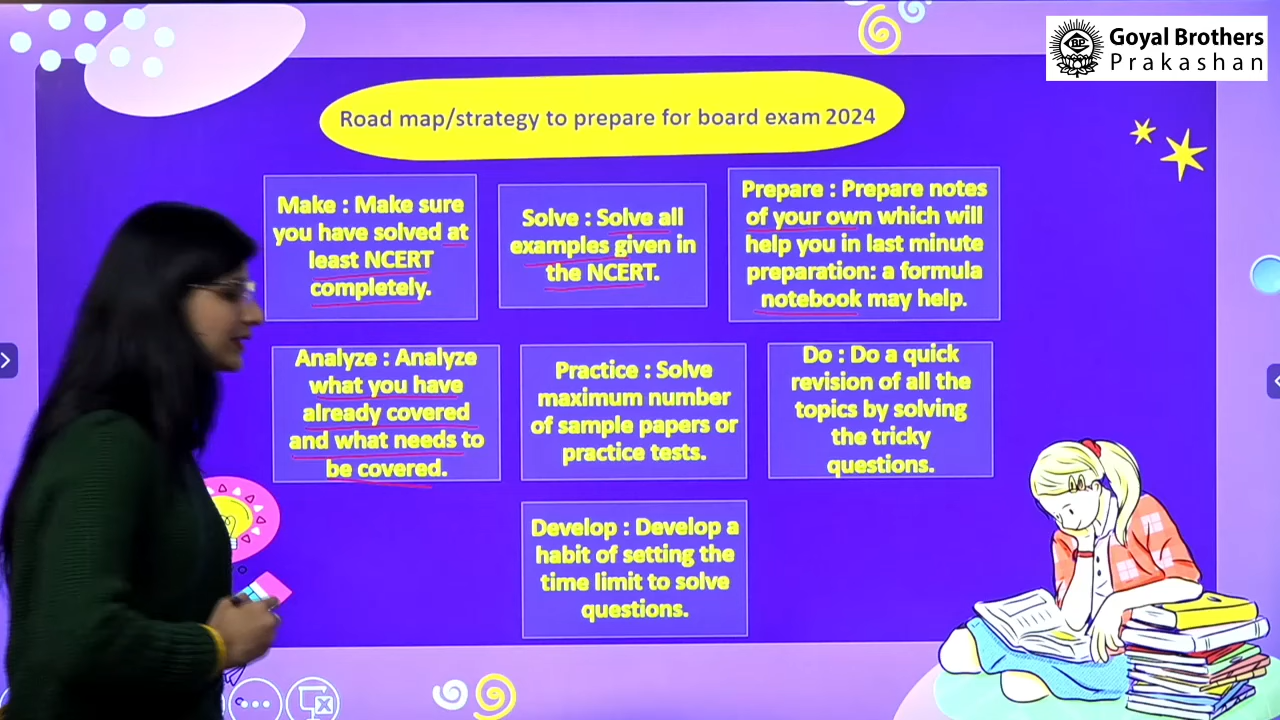 Goyal Brothers
Prakashan
Road map/strategy to prepare for board exam 2024
Make : Make sure
you have solved at
least NCERT
completely.
Solve : Solve all
examples given in
the NCERT.
Prepare : Prepare notes
of your own which will
help you in last minute
preparation: a formula
notebook may help.
Analyze : Analyze
what you have
already covered
and what needs to
be covered.
Practice : Solve
maximum number
of sample papers or
practice tests.
Do : Do a quick
revision of all the
topics by solving
the tricky
questions.
Develop : Develop a
habit of setting the
time limit to solve
questions.